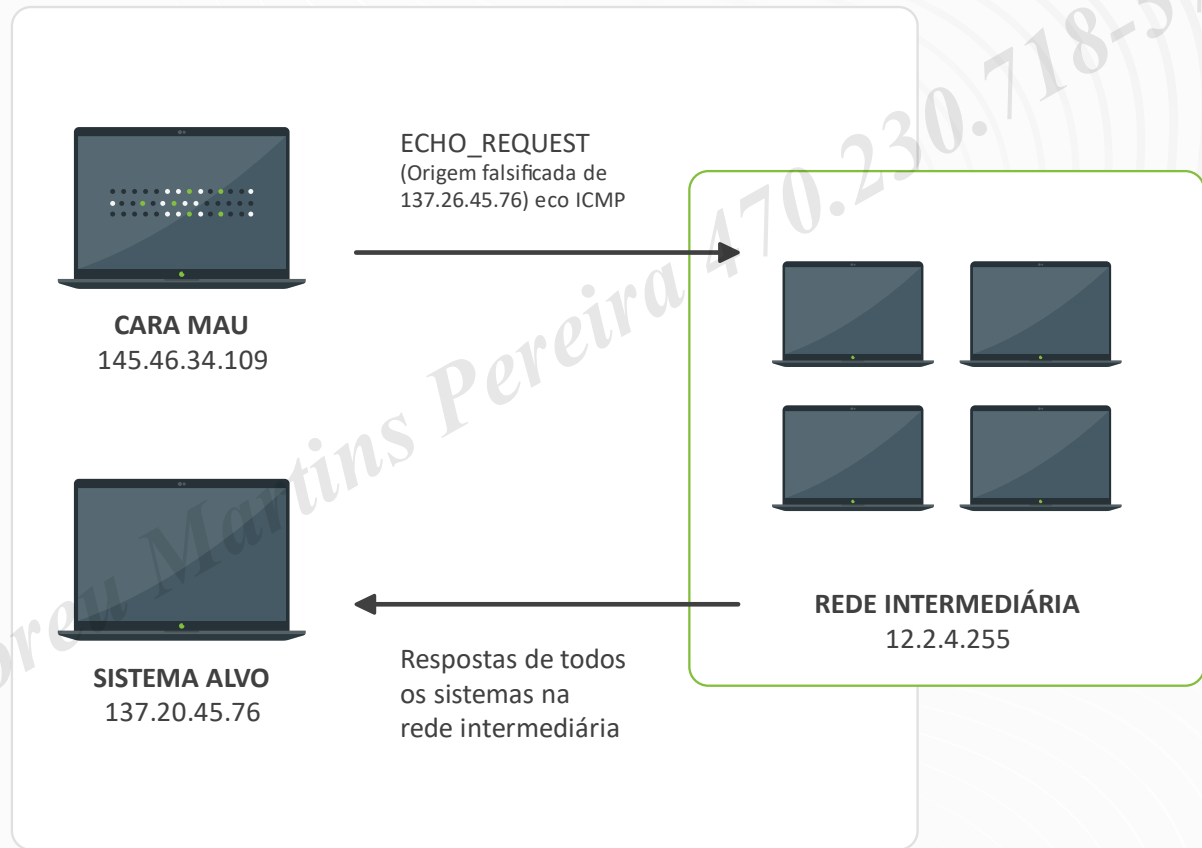 ECHO_REQUEST
(Origem falsificada de
137.26.45.76) eco ICMP
CARA MAU
145.46.34.109
SISTEMA ALVO
137.20.45.76
Respostas de todos
os sistemas na
rede intermediária
REDE INTERMEDIÁRIA
12.2.4.255
Martins Pereira 470.230.718-5